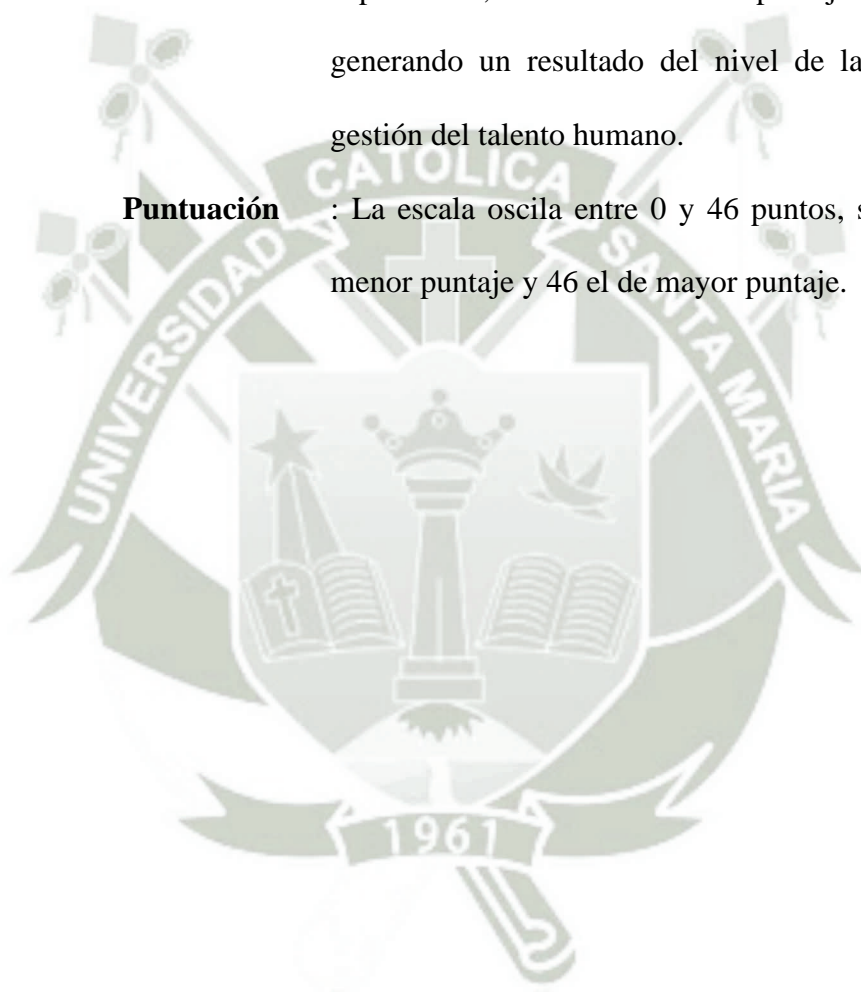 generando un resultado del nivel de la
gestión del talento humano.
Puntuación : La escala oscila entre 0 y 46 puntos,
menor puntaje y 46 el de mayor puntaje.
UNIVERSIDAD CATOLICA SANTA MARIA
1961